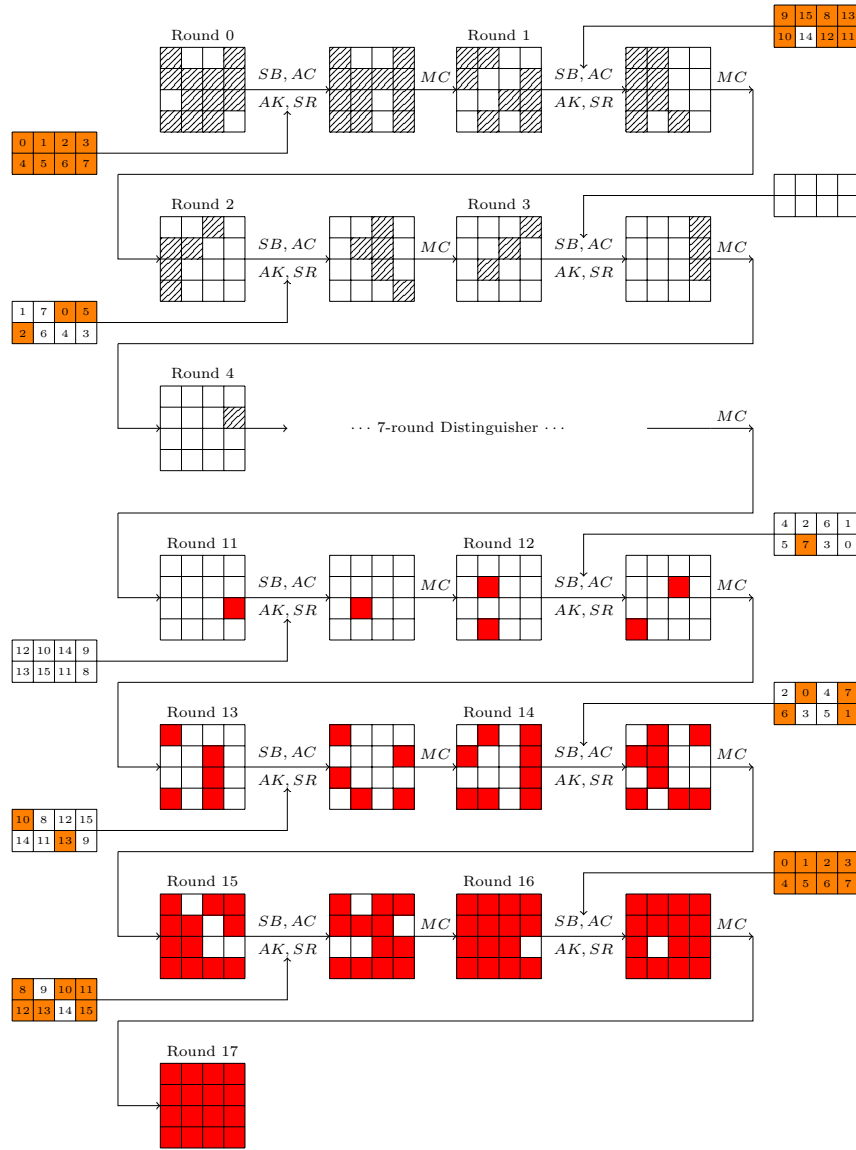 9 15 8 13
10 14 12 11
Round 0
Round 1
SB, AC
MC
SB, AC
MC
AK, SR
AK, SR
0 1 2 3
4 5 6 7
Round 2
Round 3
SB, AC
MC
SB, AC
MC
AK, SR
AK, SR
1 7 0 5
2 6 4 3
Round 4
··· 7-round Distinguisher ···
MC
4 2 6 1
5 7 3 0
Round 11
Round 12
SB, AC
MC
SB, AC
MC
AK, SR
AK, SR
12 10 14 9
13 15 11 8
2 0 4 7
6 3 5 1
Round 13
Round 14
SB, AC
MC
SB, AC
MC
AK, SR
AK, SR
10 8 12 15
14 11 13 9
0 1 2 3
4 5 6 7
Round 15
Round 16
SB, AC
MC
SB, AC
MC
AK, SR
AK, SR
8 9 10 11
12 13 14 15
Round 17